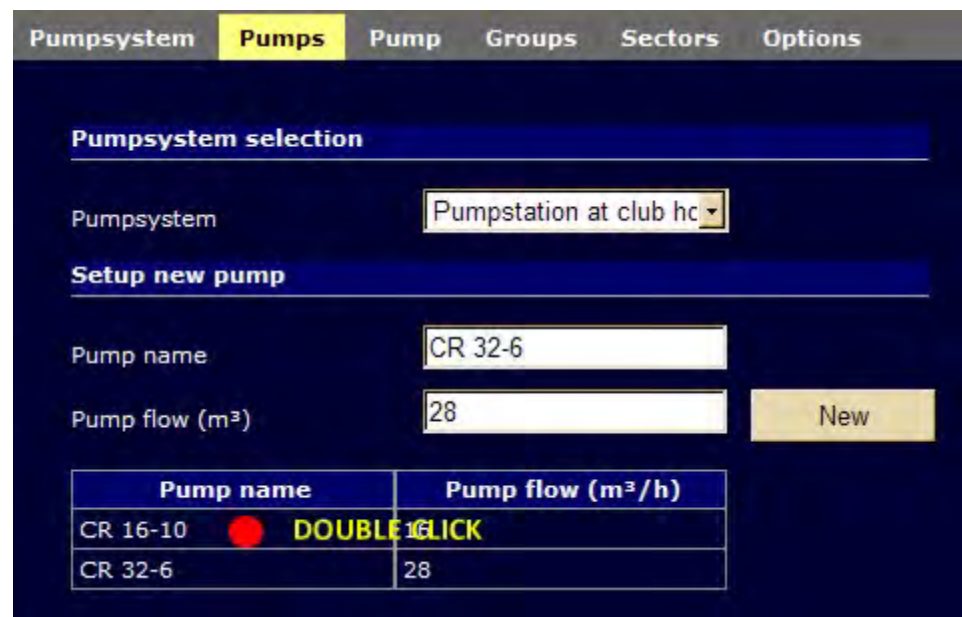 Pumpsystem Pumps Pump Groups Sectors Options
Pumpsystem selection
Pumpsystem Pumpstation at club hc
Setup new pump
Pump name CR 32-6
Pump flow (m³) 28 New
Pump name Pump flow (m³/h)
CR 16-10 DOUBLE CLICK
CR 32-6 28